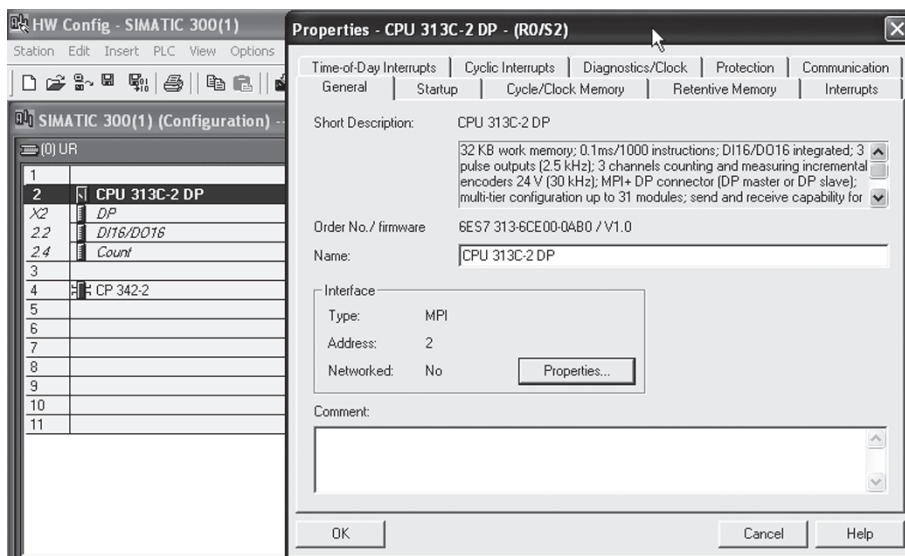 HW Config - SIMATIC 300(1)
Station Edit Insert PLC View Options
SIMATIC 300(1) (Configuration) --
(0) UR
1
2 CPU 313C-2 DP
X2 DP
2.2 DI16/DO16
2.4 Count
3
4 CP 342-2
5
6
7
8
9
10
11
Properties - CPU 313C-2 DP - (R0/S2)
Time-of-Day Interrupts Cyclic Interrupts Diagnostics/Clock Protection Communication
General Startup Cycle/Clock Memory Retentive Memory Interrupts
Short Description: CPU 313C-2 DP
32 KB work memory; 0.1ms/1000 instructions; DI16/DO16 integrated; 3
pulse outputs (2.5 kHz); 3 channels counting and measuring incremental
encoders 24 V (30 kHz); MPI+ DP connector (DP master or DP slave);
multi-tier configuration up to 31 modules; send and receive capability for
Order No./ firmware 6ES7 313-6CE00-0AB0 / V1.0
Name: CPU 313C-2 DP
Interface
Type: MPI
Address: 2
Networked: No Properties...
Comment:
OK Cancel Help